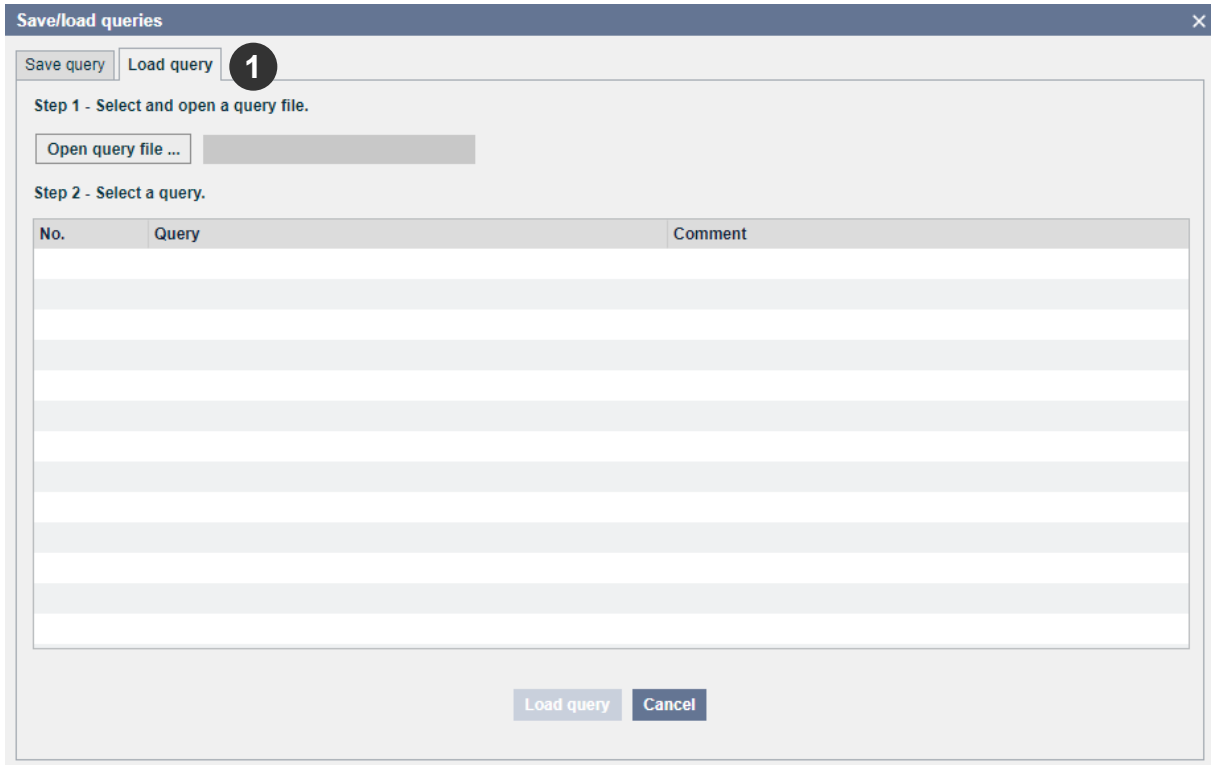 Save/load queries ×
Save query Load query 1
Step 1 - Select and open a query file.
Open query file ...
Step 2 - Select a query.
No. Query Comment
Load query Cancel